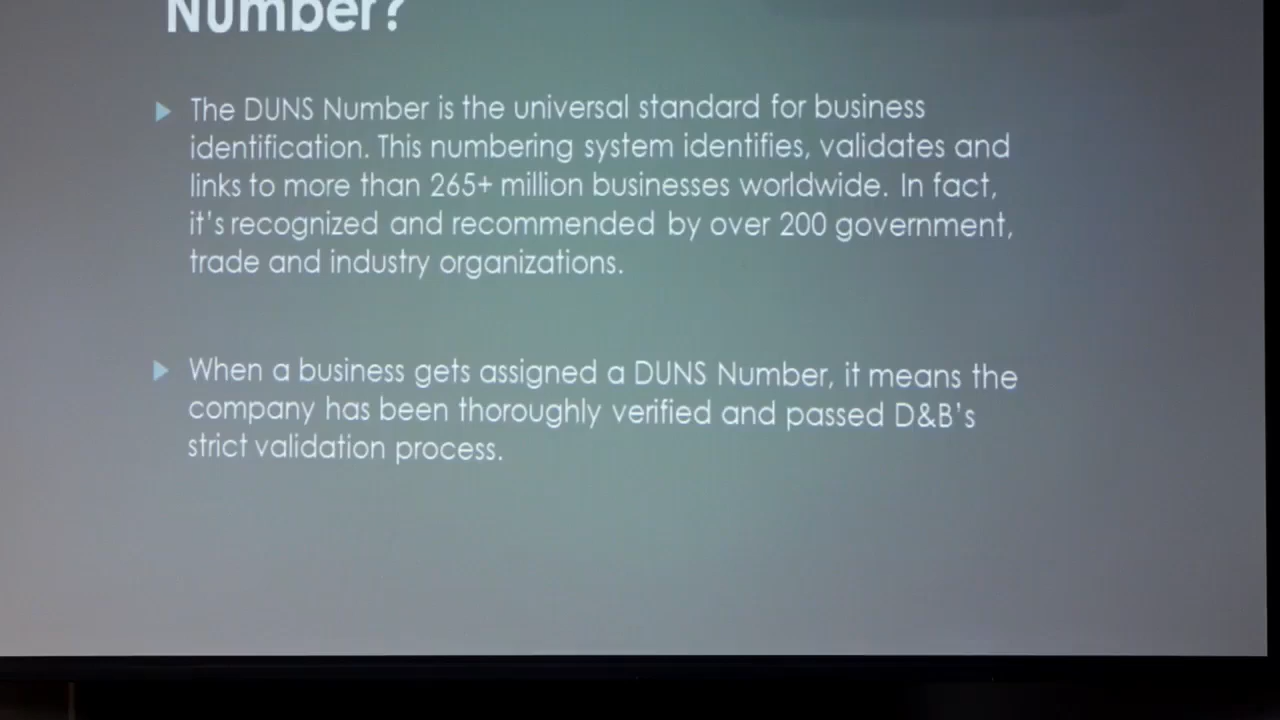 Number?
The DUNS Number is the universal standard for business
identification. This numbering system identifies, validates and
links to more than 265+ million businesses worldwide. In fact,
it's recognized and recommended by over 200 government,
trade and industry organizations.
When a business gets assigned a DUNS Number, it means the
company has been thoroughly verified and passed D&B's
strict validation process.